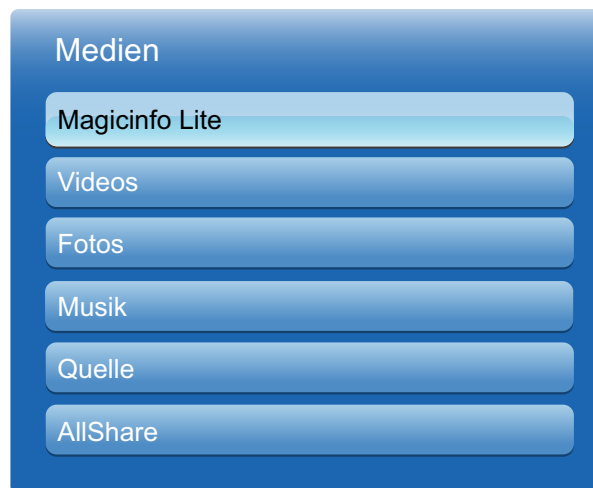 Medien
Magicinfo Lite
Videos
Fotos
Musik
Quelle
AllShare